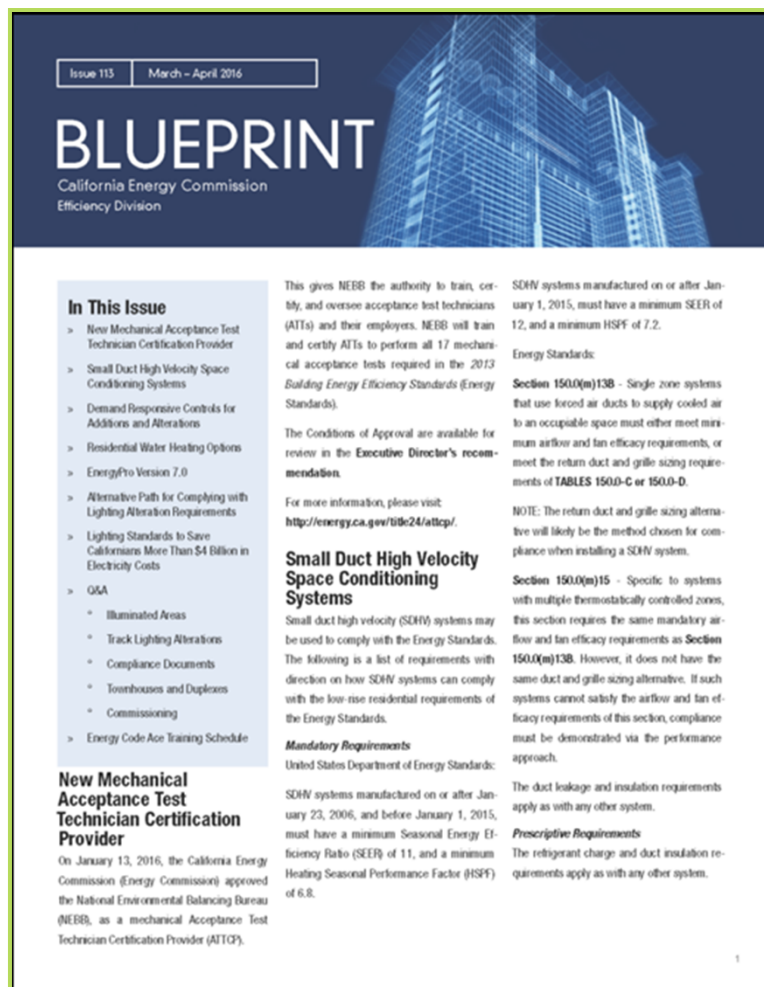 Issue 113
March – April 2016
BLUEPRINT
California Energy Commission
Efficiency Division
In This Issue
» New Mechanical Acceptance Test
Technician Certification Provider
» Small Duct High Velocity Space
Conditioning Systems
» Demand Responsive Controls for
Additions and Alterations
» Residential Water Heating Options
» EnergyPro Version 7.0
» Alternative Path for Complying with
Lighting Alteration Requirements
» Lighting Standards to Save
Californians More Than $4 Billion in
Electricity Costs
» Q&A
° Illuminated Areas
° Track Lighting Alterations
° Compliance Documents
° Townhouses and Duplexes
° Commissioning
» Energy Code Ace Training Schedule
New Mechanical
Acceptance Test
Technician Certification
Provider
On January 13, 2016, the California Energy
Commission (Energy Commission) approved
the National Environmental Balancing Bureau
(NEBB), as a mechanical Acceptance Test
Technician Certification Provider (ATTCP).
This gives NEBB the authority to train, cer-
tify, and oversee acceptance test technicians
(ATTs) and their employers. NEBB will train
and certify ATTs to perform all 17 mechani-
cal acceptance tests required in the 2013
Building Energy Efficiency Standards (Energy
Standards).
The Conditions of Approval are available for
review in the Executive Director's recom-
mendation.
For more information, please visit:
http://energy.ca.gov/title24/attcp/.
Small Duct High Velocity
Space Conditioning
Systems
Small duct high velocity (SDHV) systems may
be used to comply with the Energy Standards.
The following is a list of requirements with
direction on how SDHV systems can comply
with the low-rise residential requirements of
the Energy Standards.
Mandatory Requirements
United States Department of Energy Standards:
SDHV systems manufactured on or after Jan-
uary 23, 2006, and before January 1, 2015,
must have a minimum Seasonal Energy Ef-
ficiency Ratio (SEER) of 11, and a minimum
Heating Seasonal Performance Factor (HSPF)
of 6.8.
SDHV systems manufactured on or after Jan-
uary 1, 2015, must have a minimum SEER of
12, and a minimum HSPF of 7.2.
Energy Standards:
Section 150.0(m)13B - Single zone systems
that use forced air ducts to supply cooled air
to an occupiable space must either meet mini-
mum airflow and fan efficacy requirements, or
meet the return duct and grille sizing require-
ments of TABLES 150.0-C or 150.0-D.
NOTE: The return duct and grille sizing alterna-
tive will likely be the method chosen for com-
pliance when installing a SDHV system.
Section 150.0(m)15 - Specific to systems
with multiple thermostatically controlled zones,
this section requires the same mandatory air-
flow and fan efficacy requirements as Section
150.0(m)13B. However, it does not have the
same duct and grille sizing alternative. If such
systems cannot satisfy the airflow and fan ef-
ficacy requirements of this section, compliance
must be demonstrated via the performance
approach.
The duct leakage and insulation requirements
apply as with any other system.
Prescriptive Requirements
The refrigerant charge and duct insulation re-
quirements apply as with any other system.
1